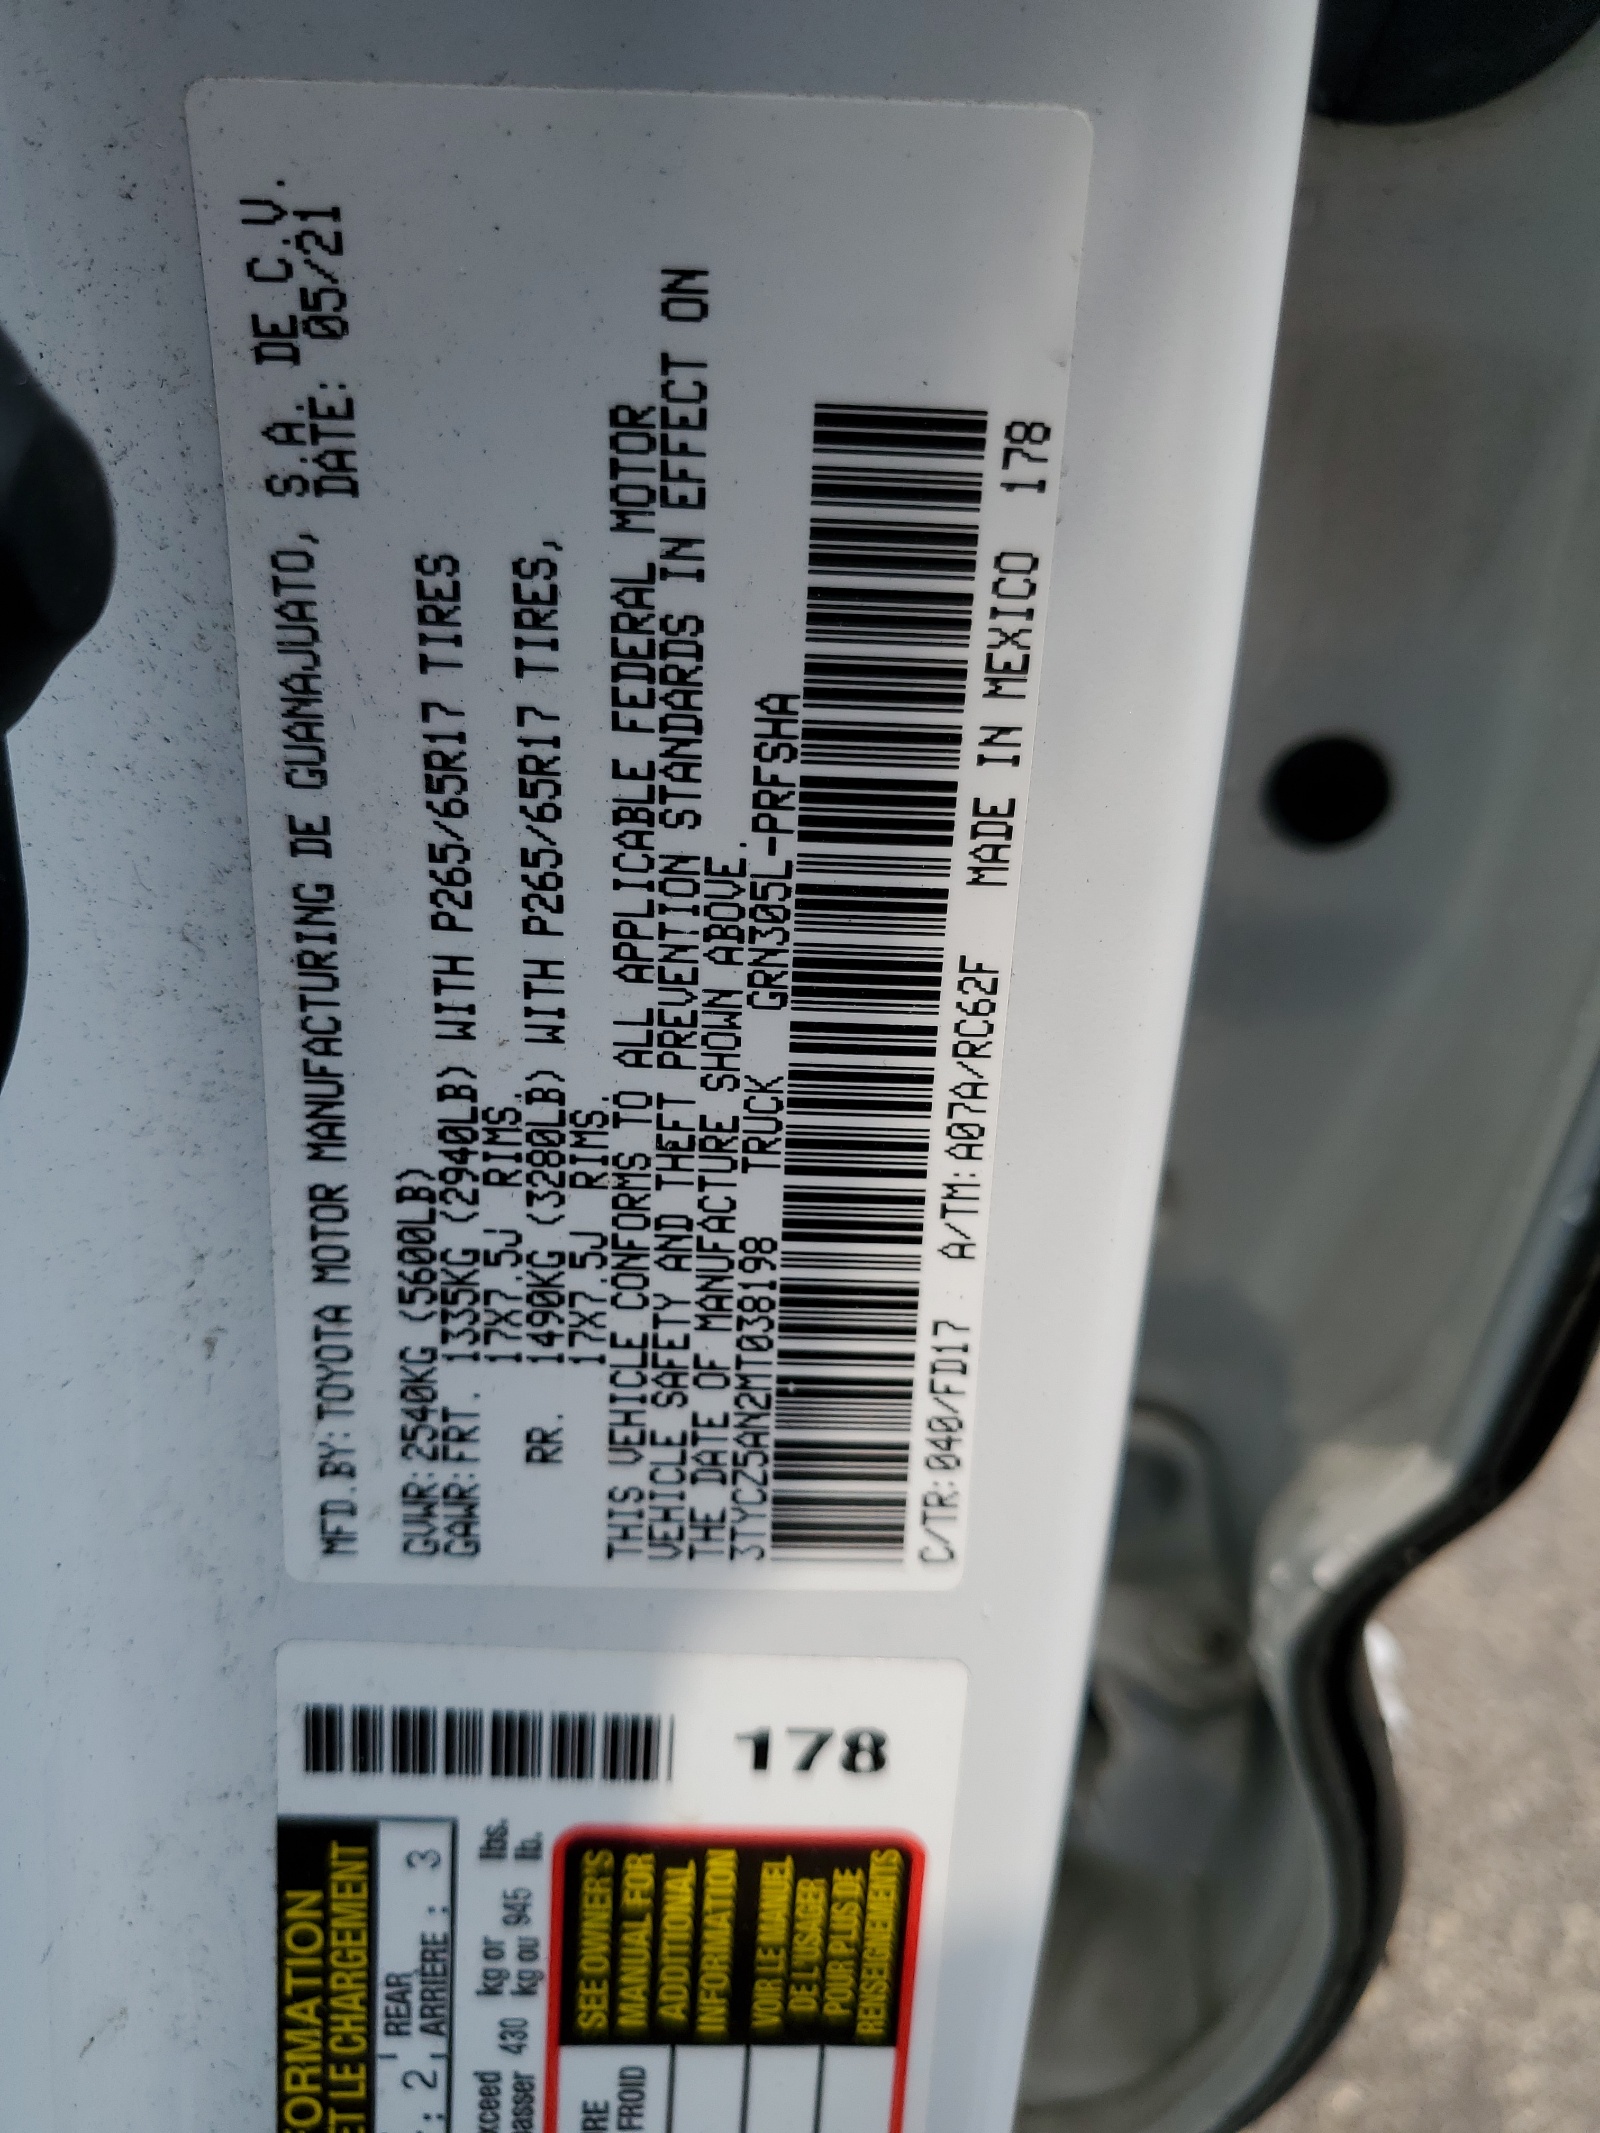 MFD.BY:TOYOTA MOTOR MANUFACTURING DE GUANAJUATO, S.A. DE C.V.
DATE: 05/21
GVWR:2540KG (5600LB)
GAWR:FRT. 1335KG (2940LB) WITH P265/65R17 TIRES
17X7.5J RIMS.
RR. 1490KG (3280LB) WITH P265/65R17 TIRES,
17X7.5J RIMS.
THIS VEHICLE CONFORMS TO ALL APPLICABLE FEDERAL MOTOR
VEHICLE SAFETY AND THEFT PREVENTION STANDARDS IN EFFECT ON
THE DATE OF MANUFACTURE SHOWN ABOVE.
3TYCZ5AN2MT038198 TRUCK GRN305L-PRFSHA
C/TR:040/FD17 A/TM:A07A/RC62F MADE IN MEXICO 178
178
ORMATION
ET LE CHARGEMENT
REAR
: 2 ARRIÈRE : 3
xceed 430 kg or lbs.
asser kg ou 945 lb.
RE
FROID
SEE OWNER'S
MANUAL FOR
ADDITIONAL
INFORMATION
VOIR LE MANUEL
DE L'USAGER
POUR PLUS DE
RENSEIGNEMENTS